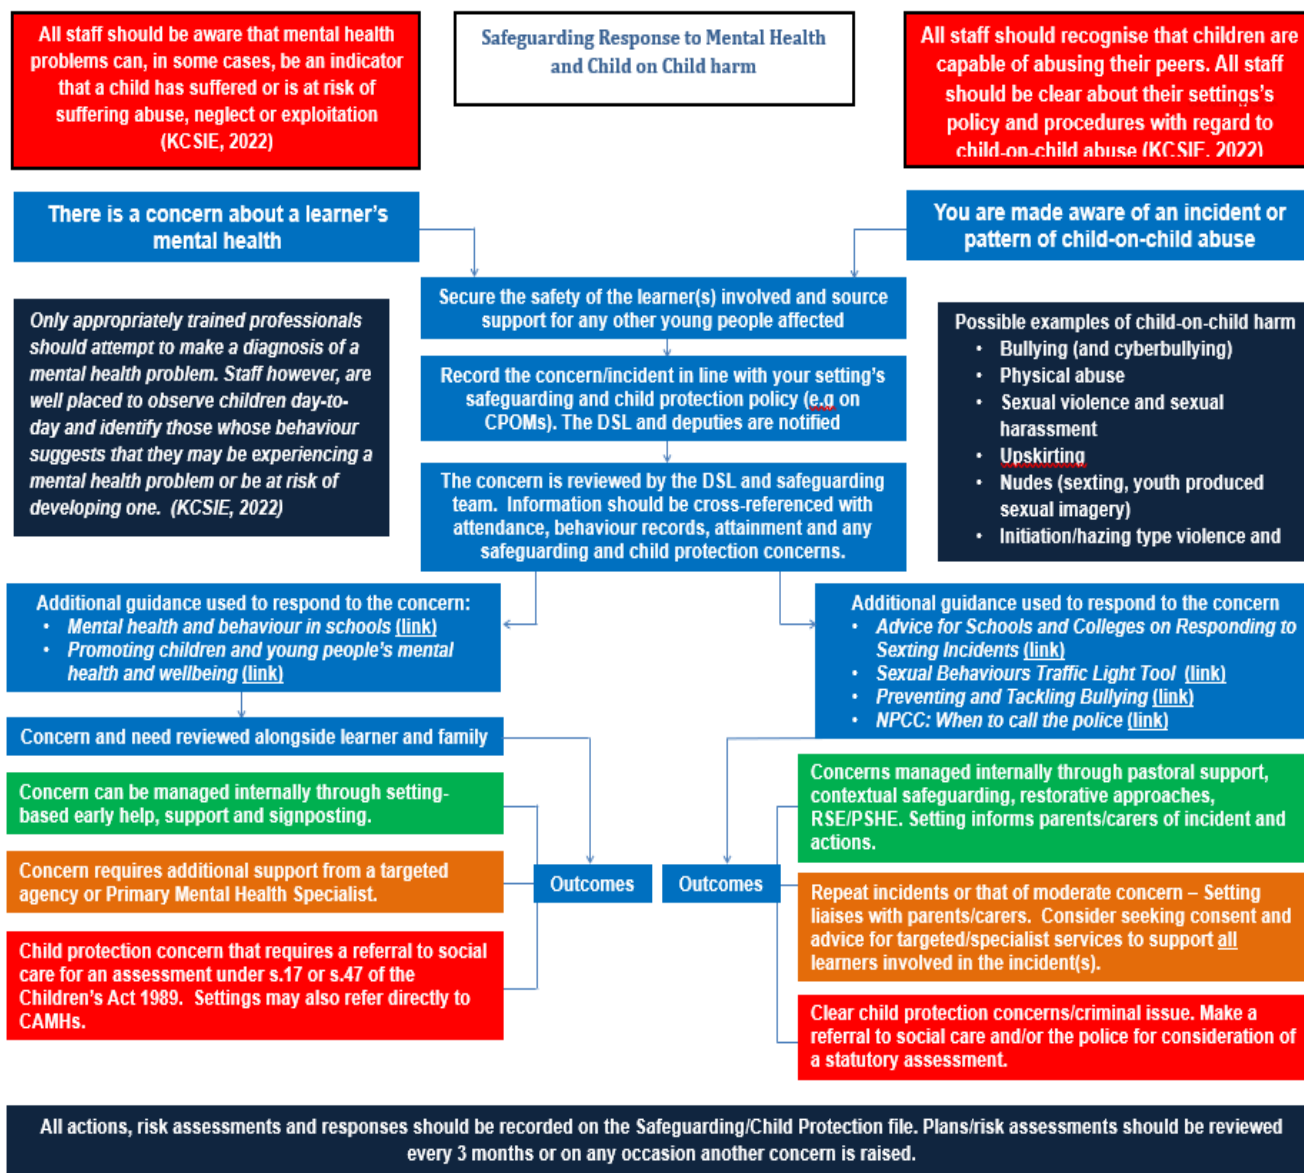 All staff should be aware that mental health
problems can, in some cases, be an indicator
that a child has suffered or is at risk of
suffering abuse, neglect or exploitation
(KCSIE, 2022)
Safeguarding Response to Mental Health
and Child on Child harm
All staff should recognise that children are
capable of abusing their peers. All staff
should be clear about their settings's
policy and procedures with regard to
child-on-child abuse (KCSIE, 2022)
There is a concern about a learner's
mental health
You are made aware of an incident or
pattern of child-on-child abuse
Secure the safety of the learner(s) involved and source
support for any other young people affected
Only appropriately trained professionals
should attempt to make a diagnosis of a
mental health problem. Staff however, are
well placed to observe children day-to-
day and identify those whose behaviour
suggests that they may be experiencing a
mental health problem or be at risk of
developing one. (KCSIE, 2022)
Record the concern/incident in line with your setting's
safeguarding and child protection policy (e.g on
CPOMs). The DSL and deputies are notified
Possible examples of child-on-child harm
• Bullying (and cyberbullying)
• Physical abuse
• Sexual violence and sexual
harassment
• Upskirting
• Nudes (sexting, youth produced
sexual imagery)
• Initiation/hazing type violence and
The concern is reviewed by the DSL and safeguarding
team. Information should be cross-referenced with
attendance, behaviour records, attainment and any
safeguarding and child protection concerns.
Additional guidance used to respond to the concern:
• Mental health and behaviour in schools (link)
• Promoting children and young people's mental
health and wellbeing (link)
Additional guidance used to respond to the concern
• Advice for Schools and Colleges on Responding to
Sexting Incidents (link)
• Sexual Behaviours Traffic Light Tool (link)
• Preventing and Tackling Bullying (link)
• NPCC: When to call the police (link)
Concern and need reviewed alongside learner and family
Concern can be managed internally through setting-
based early help, support and signposting.
Concern requires additional support from a targeted
agency or Primary Mental Health Specialist.
Child protection concern that requires a referral to social
care for an assessment under s.17 or s.47 of the
Children's Act 1989. Settings may also refer directly to
CAMHs.
Outcomes
Outcomes
Concerns managed internally through pastoral support,
contextual safeguarding, restorative approaches,
RSE/PSHE. Setting informs parents/carers of incident and
actions.
Repeat incidents or that of moderate concern – Setting
liaises with parents/carers. Consider seeking consent and
advice for targeted/specialist services to support all
learners involved in the incident(s).
Clear child protection concerns/criminal issue. Make a
referral to social care and/or the police for consideration of
a statutory assessment.
All actions, risk assessments and responses should be recorded on the Safeguarding/Child Protection file. Plans/risk assessments should be reviewed
every 3 months or on any occasion another concern is raised.